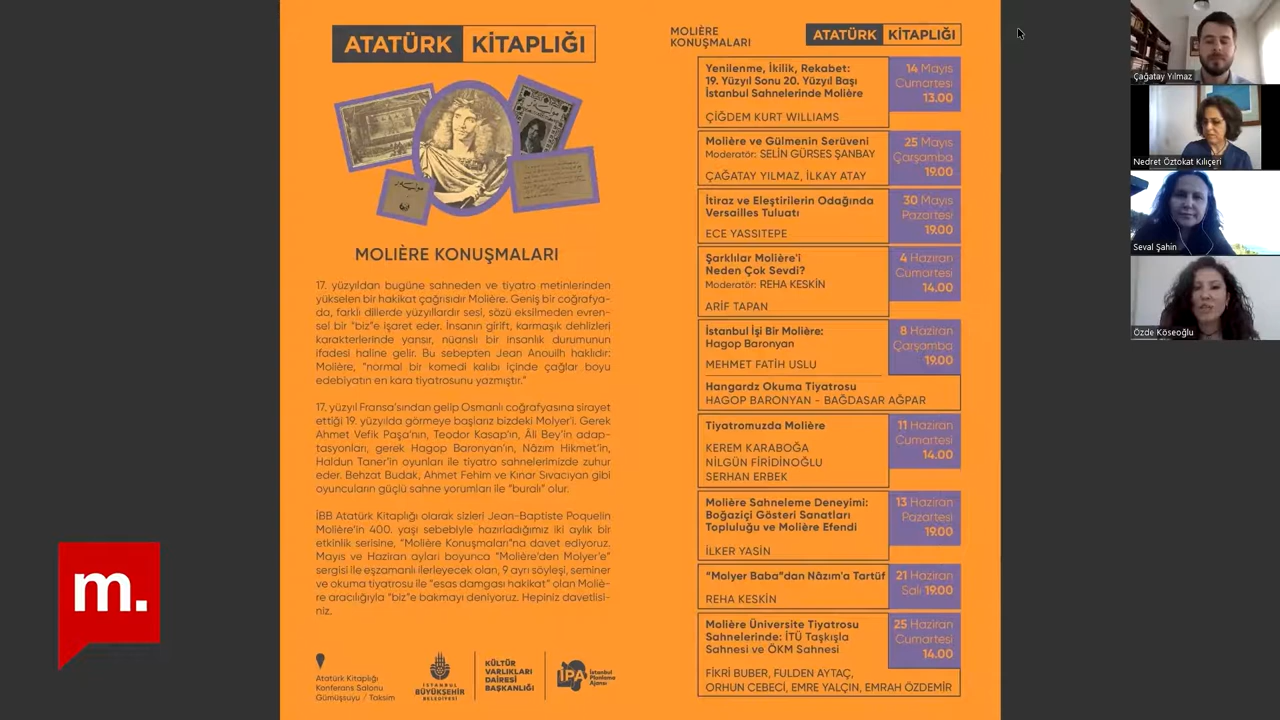 ATATÜRK KİTAPLIĞI
MOLIÈRE KONUŞMALARI
17. yüzyıldan bugüne sahneden ve tiyatro metinlerinden
yükselen bir hakikat çağrısıdır Molière. Geniş bir coğrafya-
da, farklı dillerde yüzyıllardır sesi, sözü eksilmeden evren-
sel bir "biz"e işaret eder. İnsanın girift, karmaşık dehlizleri
karakterlerinde yansır, nüanslı bir insanlık durumunun
ifadesi haline gelir. Bu sebepten Jean Anouilh haklıdır:
Molière, "normal bir komedi kalıbı içinde çağlar boyu
edebiyatın en kara tiyatrosunu yazmıştır."
17. yüzyıl Fransa'sından gelip Osmanlı coğrafyasına sirayet
ettiği 19. yüzyılda görmeye başlarız bizdeki Molyer'i. Gerek
Ahmet Vefik Paşa'nın, Teodor Kasap'ın, Âli Bey'in adap-
tasyonları, gerek Hagop Baronyan'ın, Nâzım Hikmet'in,
Haldun Taner'in oyunları ile tiyatro sahnelerimizde zuhur
eder. Behzat Budak, Ahmet Fehim ve Kınar Sıvacıyan gibi
oyuncuların güçlü sahne yorumları ile "buralı" olur.
İBB Atatürk Kitaplığı olarak sizleri Jean-Baptiste Poquelin
Molière'in 400. yaşı sebebiyle hazırladığımız iki aylık bir
etkinlik serisine, "Molière Konuşmaları"na davet ediyoruz.
Mayıs ve Haziran ayları boyunca "Molière'den Molyer'e"
sergisi ile eşzamanlı ilerleyecek olan, 9 ayrı söyleşi, seminer
ve okuma tiyatrosu ile "esas damgası hakikat" olan Moliè-
re aracılığıyla "biz"e bakmayı deniyoruz. Hepiniz davetlisi-
niz.
Atatürk Kitaplığı
Konferans Salonu
Gümüşsuyu / Taksim
İSTANBUL
BÜYÜKŞEHİR
BELEDİYESİ
KÜLTÜR
VARLIKLARI
DAİRESİ
BAŞKANLIĞI
İPA İstanbul
Planlama
Ajansı
MOLIÈRE
KONUŞMALARI
ATATÜRK KİTAPLIĞI
Yenilenme, İkilik, Rekabet:
19. Yüzyıl Sonu 20. Yüzyıl Başı
İstanbul Sahnelerinde Molière
ÇİĞDEM KURT WILLIAMS
14 Mayıs
Cumartesi
13.00
Molière ve Gülmenin Serüveni
Moderatör: SELİN GÜRSES ŞANBAY
ÇAĞATAY YILMAZ, İLKAY ATAY
25 Mayıs
Çarşamba
19.00
İtiraz ve Eleştirilerin Odağında
Versailles Tuluatı
ECE YASSITEPE
30 Mayıs
Pazartesi
19.00
Şarklılar Molière'i
Neden Çok Sevdi?
Moderatör: REHA KESKİN
ARİF TAPAN
4 Haziran
Cumartesi
14.00
İstanbul İşi Bir Molière:
Hagop Baronyan
MEHMET FATİH USLU
8 Haziran
Çarşamba
19.00
Hangardz Okuma Tiyatrosu
HAGOP BARONYAN - BAĞDASAR AĞPAR
Tiyatromuzda Molière
KEREM KARABOĞA
NİLGÜN FİRİDİNOĞLU
SERHAN ERBEK
11 Haziran
Cumartesi
14.00
Molière Sahneleme Deneyimi:
Boğaziçi Gösteri Sanatları
Topluluğu ve Molière Efendi
İLKER YASİN
13 Haziran
Pazartesi
19.00
"Molyer Baba"dan Nâzım'a Tartüf
REHA KESKİN
21 Haziran
Salı 19.00
Molière Üniversite Tiyatrosu
Sahnelerinde: İTÜ Taşkışla
Sahnesi ve ÖKM Sahnesi
FİKRİ BUBER, FULDEN AYTAÇ,
ORHUN CEBECİ, EMRE YALÇIN, EMRAH ÖZDEMİR
25 Haziran
Cumartesi
14.00
Çağatay Yılmaz
Nedret Öztokat Kılıçeri
Seval Şahin
Özde Köseoğlu
m.